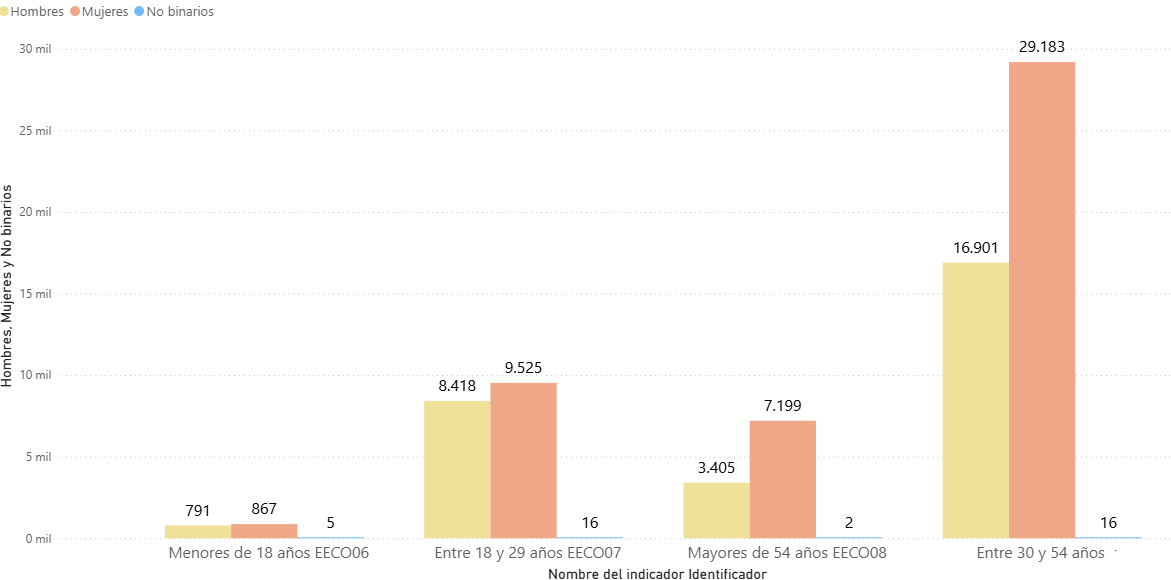 Hombres Mujeres No binarios
Hombres, Mujeres y No binarios
30 mil
25 mil
20 mil
15 mil
10 mil
5 mil
0 mil
791
867
5
8.418
9.525
16
3.405
7.199
2
16.901
29.183
16
Menores de 18 años EECO06
Entre 18 y 29 años EECO07
Mayores de 54 años EECO08
Entre 30 y 54 años
Nombre del indicador Identificador